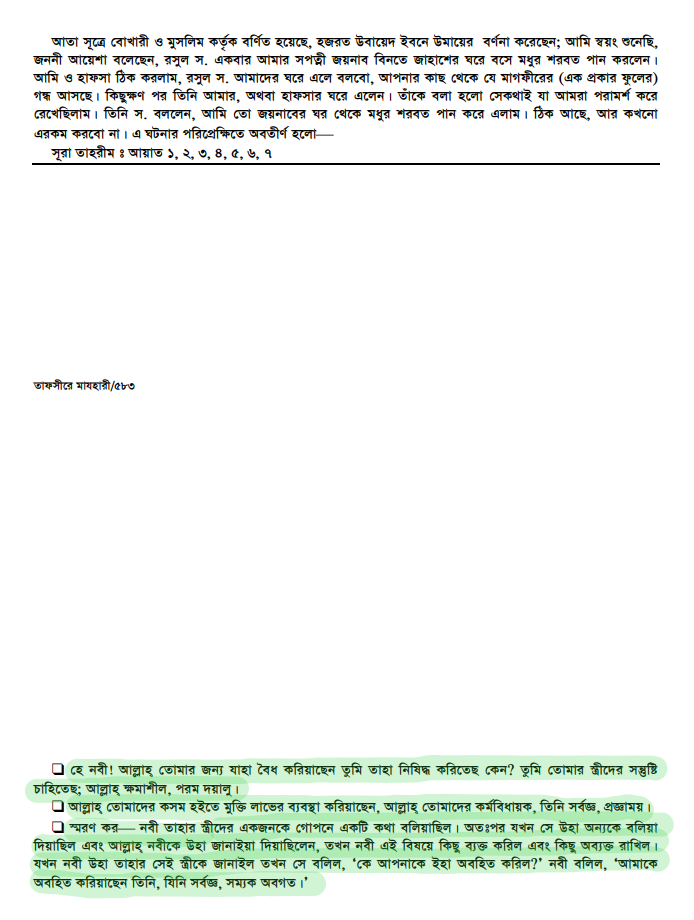 আতা সূত্রে বোখারী ও মুসলিম কর্তৃক বর্ণিত হয়েছে, হজরত উবায়েদ ইবনে উমায়ের বর্ণনা করেছেন; আমি স্বয়ং শুনেছি,
জননী আয়েশা বলেছেন, রসুল স. একবার আমার সপত্নী জয়নাব বিনতে জাহাশের ঘরে বসে মধুর শরবত পান করলেন।
আমি ও হাফসা ঠিক করলাম, রসুল স. আমাদের ঘরে এলে বলবো, আপনার কাছ থেকে যে মাগফীরের (এক প্রকার ফুলের)
গন্ধ আসছে। কিছুক্ষণ পর তিনি আমার, অথবা হাফসার ঘরে এলেন। তাঁকে বলা হলো সেকথাই যা আমরা পরামর্শ করে
রেখেছিলাম। তিনি স. বললেন, আমি তো জয়নাবের ঘর থেকে মধুর শরবত পান করে এলাম। ঠিক আছে, আর কখনো
এরকম করবো না। এ ঘটনার পরিপ্রেক্ষিতে অবতীর্ণ হলো—
সূরা তাহরীম ঃ আয়াত ১, ২, ৩, ৪, ৫, ৬, ৭
তাফসীরে মাযহারী/৫৮৩
❏ হে নবী! আল্লাহ্ তোমার জন্য যাহা বৈধ করিয়াছেন তুমি তাহা নিষিদ্ধ করিতেছ কেন? তুমি তোমার স্ত্রীদের সন্তুষ্টি
চাহিতেছ; আল্লাহ্ ক্ষমাশীল, পরম দয়ালু।
❏ আল্লাহ্ তোমাদের কসম হইতে মুক্তি লাভের ব্যবস্থা করিয়াছেন, আল্লাহ্ তোমাদের কর্মবিধায়ক, তিনি সর্বজ্ঞ, প্রজ্ঞাময়।
❏ স্মরণ কর— নবী তাহার স্ত্রীদের একজনকে গোপনে একটি কথা বলিয়াছিল। অতঃপর যখন সে উহা অন্যকে বলিয়া
দিয়াছিল এবং আল্লাহ্ নবীকে উহা জানাইয়া দিয়াছিলেন, তখন নবী এই বিষয়ে কিছু ব্যক্ত করিল এবং কিছু অব্যক্ত রাখিল।
যখন নবী উহা তাহার সেই স্ত্রীকে জানাইল তখন সে বলিল, ‘কে আপনাকে ইহা অবহিত করিল?’ নবী বলিল, ‘আমাকে
অবহিত করিয়াছেন তিনি, যিনি সর্বজ্ঞ, সম্যক অবগত।’